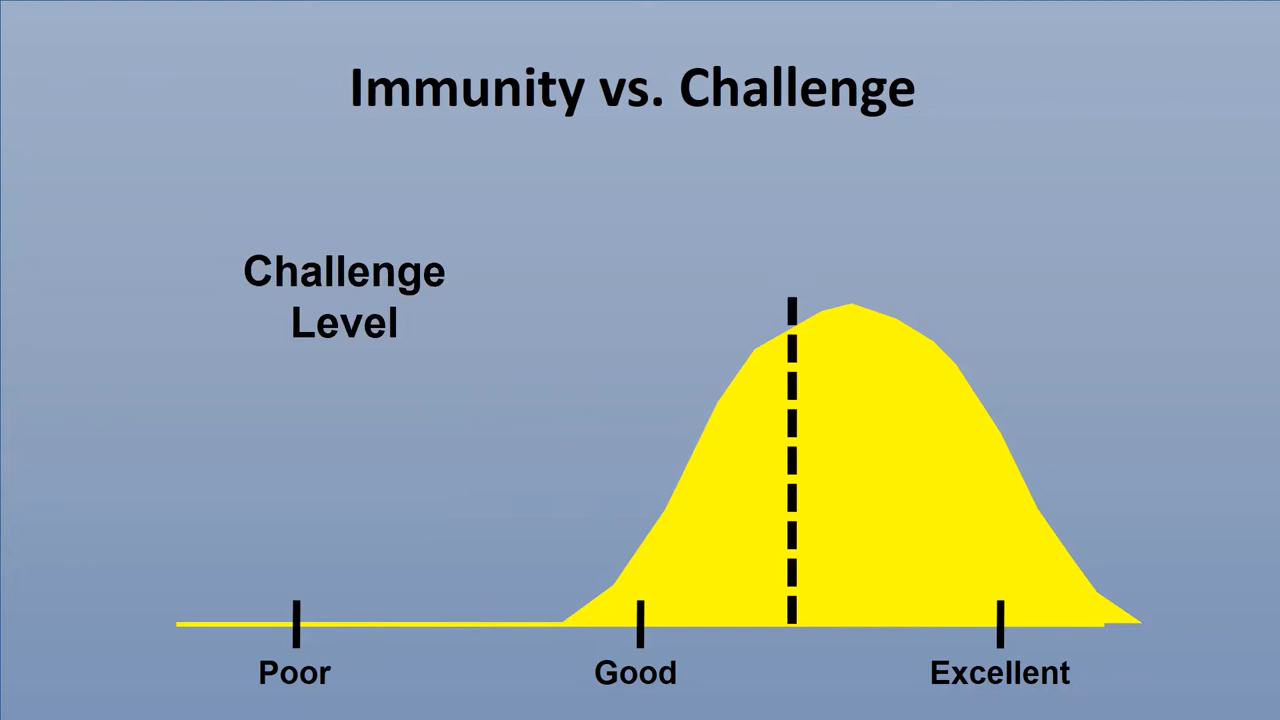 Immunity vs. Challenge
Challenge
Level
Poor
Good
Excellent